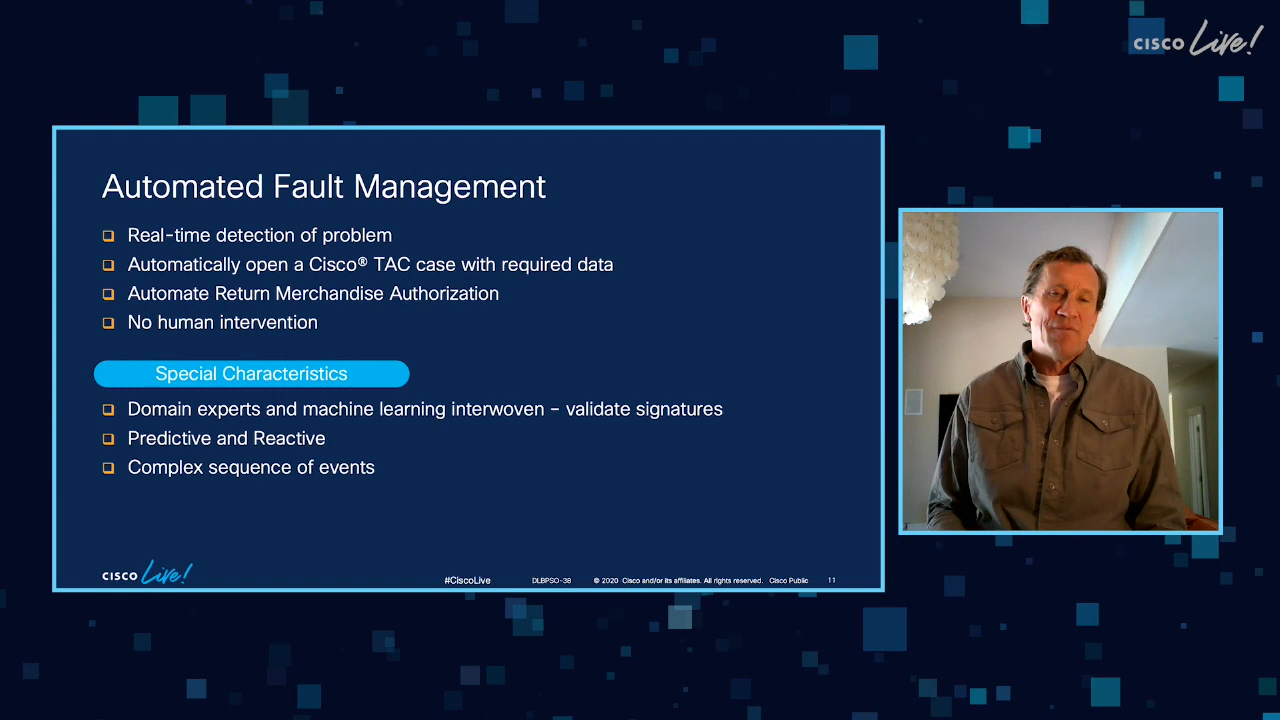 CISCO Live!
Automated Fault Management
Real-time detection of problem
Automatically open a Cisco® TAC case with required data
Automate Return Merchandise Authorization
No human intervention
Special Characteristics
Domain experts and machine learning interwoven – validate signatures
Predictive and Reactive
Complex sequence of events
CISCO Live!
#CiscoLive
DLBPSO-38
© 2020 Cisco and/or its affiliates. All rights reserved. Cisco Public
11